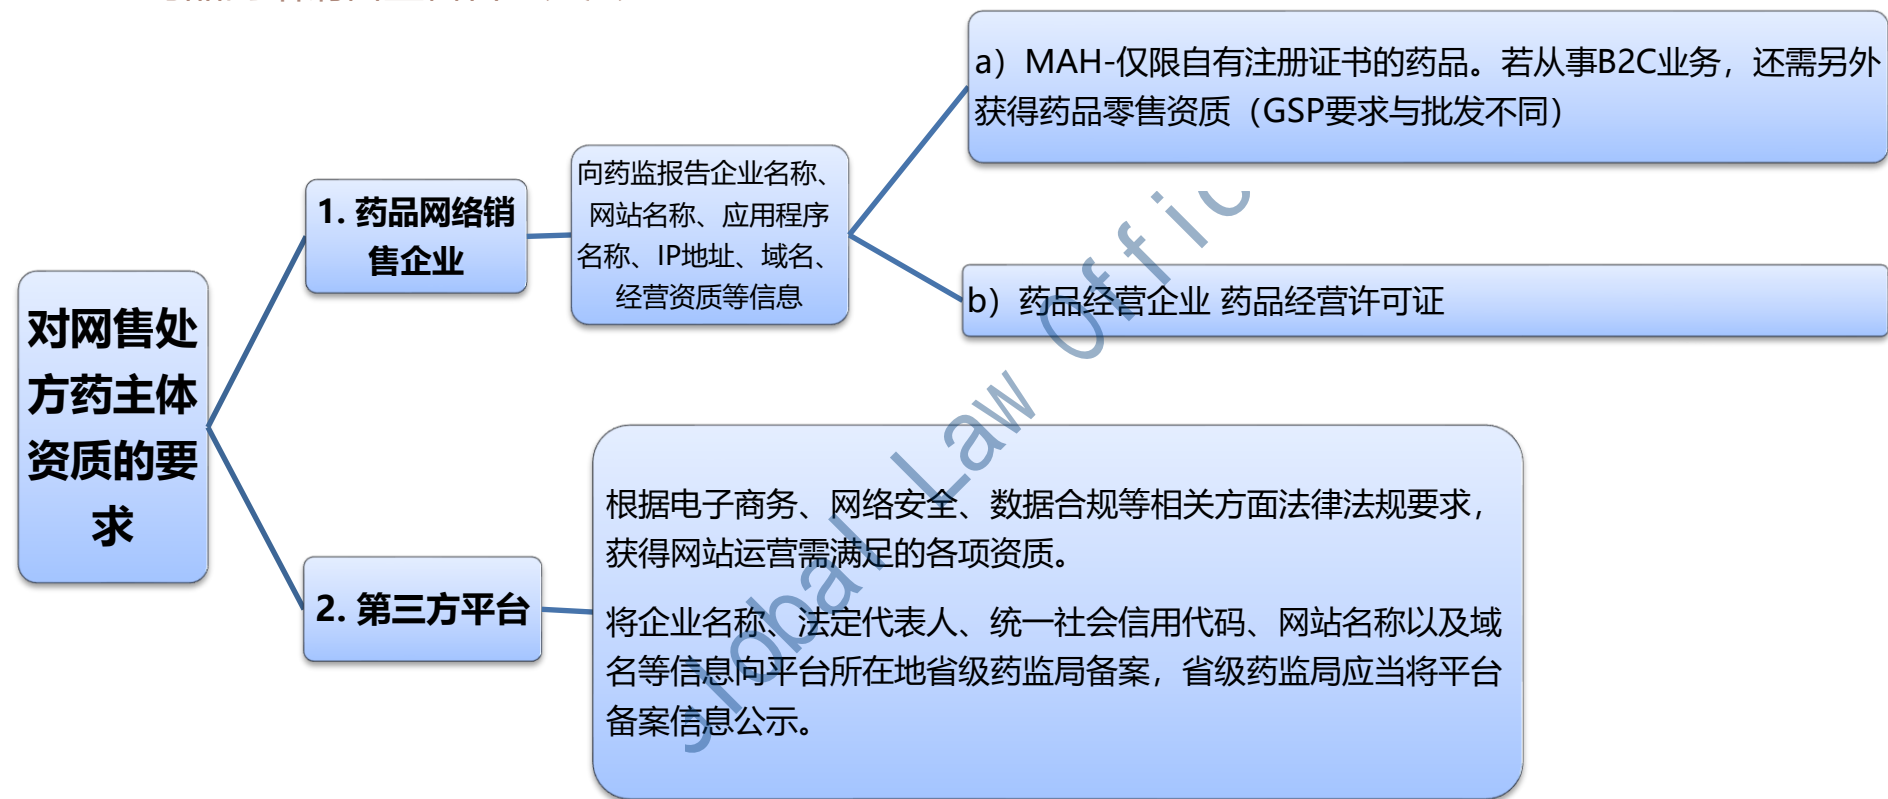 对网售处
方药主体
资质的要
求
1. 药品网络销
售企业
向药监报告企业名称、
网站名称、应用程序
名称、IP地址、域名、
经营资质等信息
a）MAH-仅限自有注册证书的药品。若从事B2C业务，还需另外
获得药品零售资质（GSP要求与批发不同）
b）药品经营企业 药品经营许可证
2. 第三方平台
根据电子商务、网络安全、数据合规等相关方面法律法规要求，
获得网站运营需满足的各项资质。
将企业名称、法定代表人、统一社会信用代码、网站名称以及域
名等信息向平台所在地省级药监局备案，省级药监局应当将平台
备案信息公示。
Global Law Offic